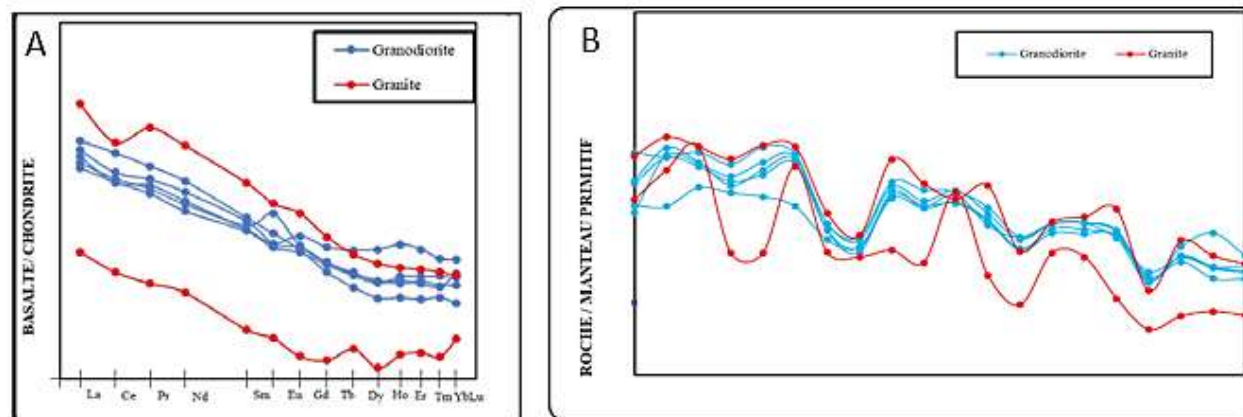 A
Granodiorite
Granite
BASALTE/ CHONDRITE
La Ce Pr Nd Sm Eu Gd Tb Dy Ho Er Tm YbLu
B
Granodiorite Granite
ROCHE / MANTEAU PRIMITIF